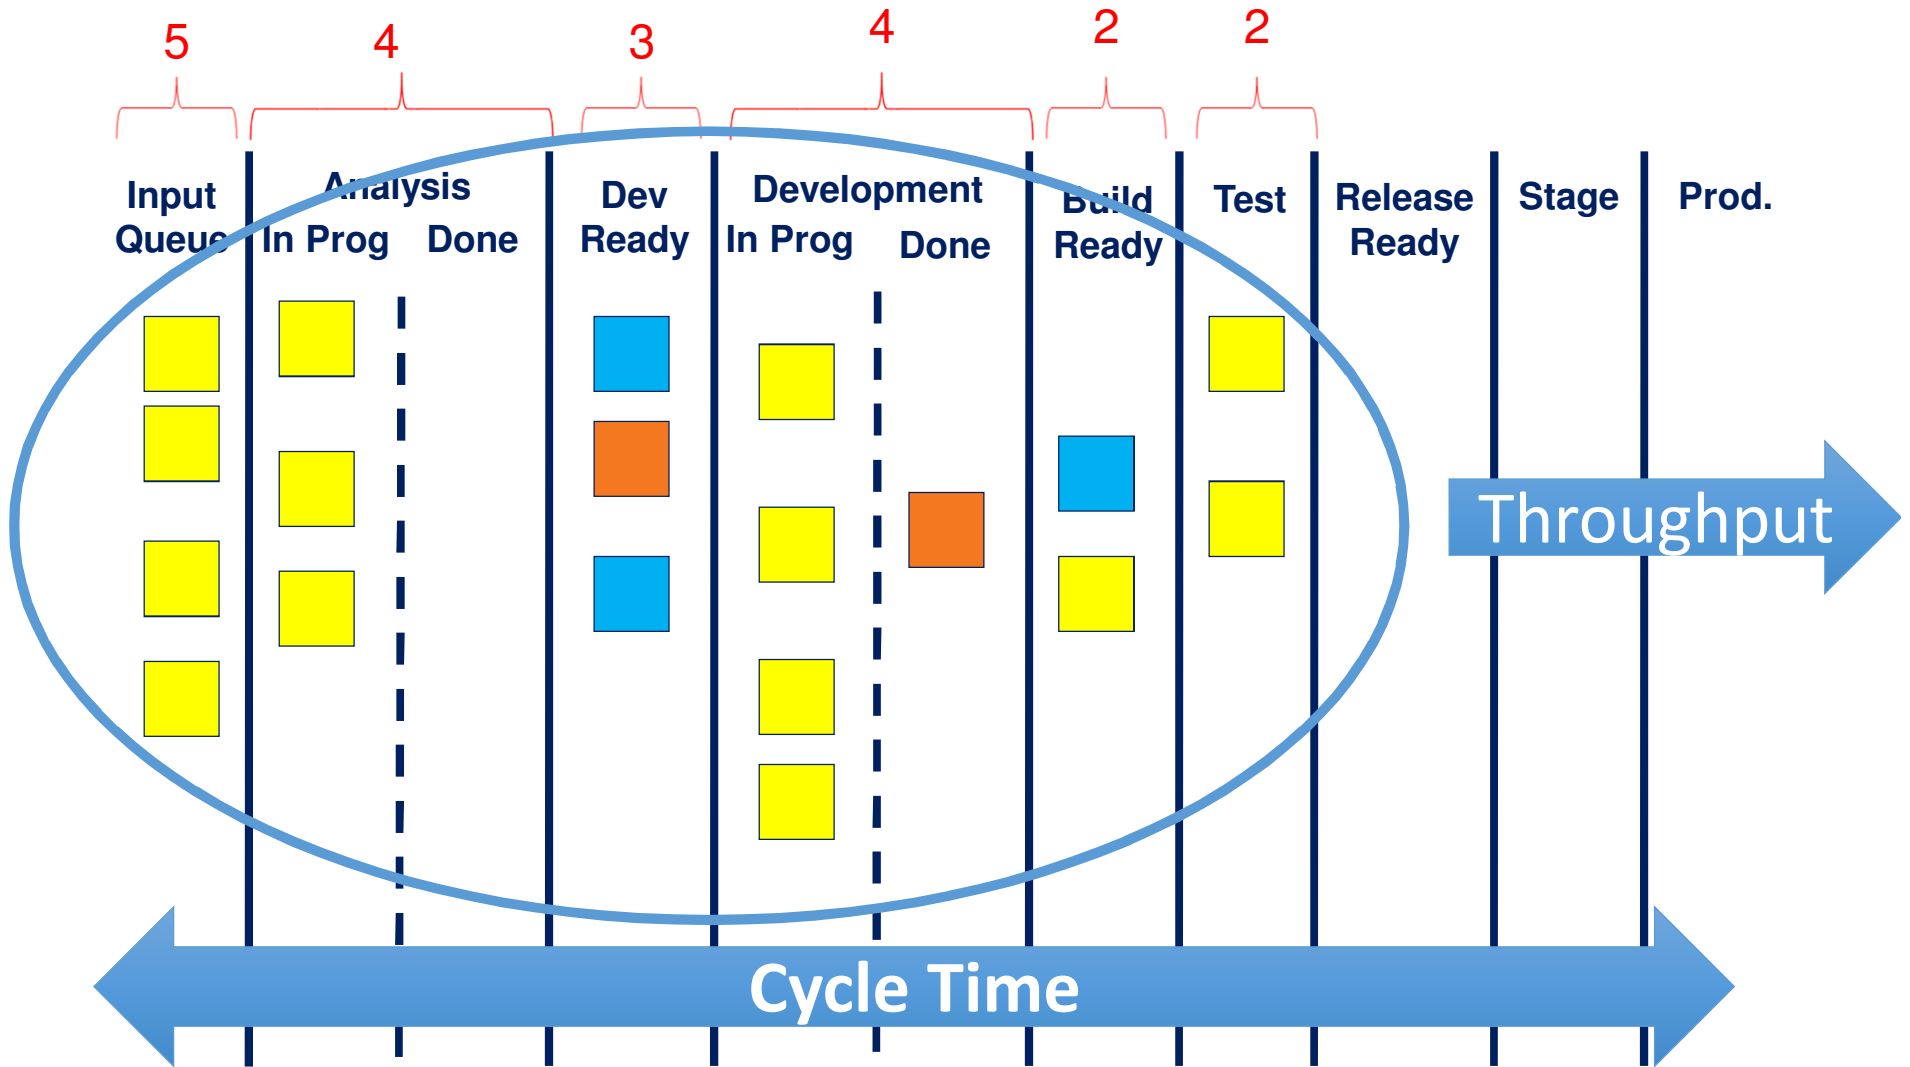 5 4 3 4 2 2
Input Queue
Analysis
In Prog Done
Dev Ready
Development
In Prog Done
Build Ready
Test
Release Ready
Stage
Prod.
Throughput
Cycle Time